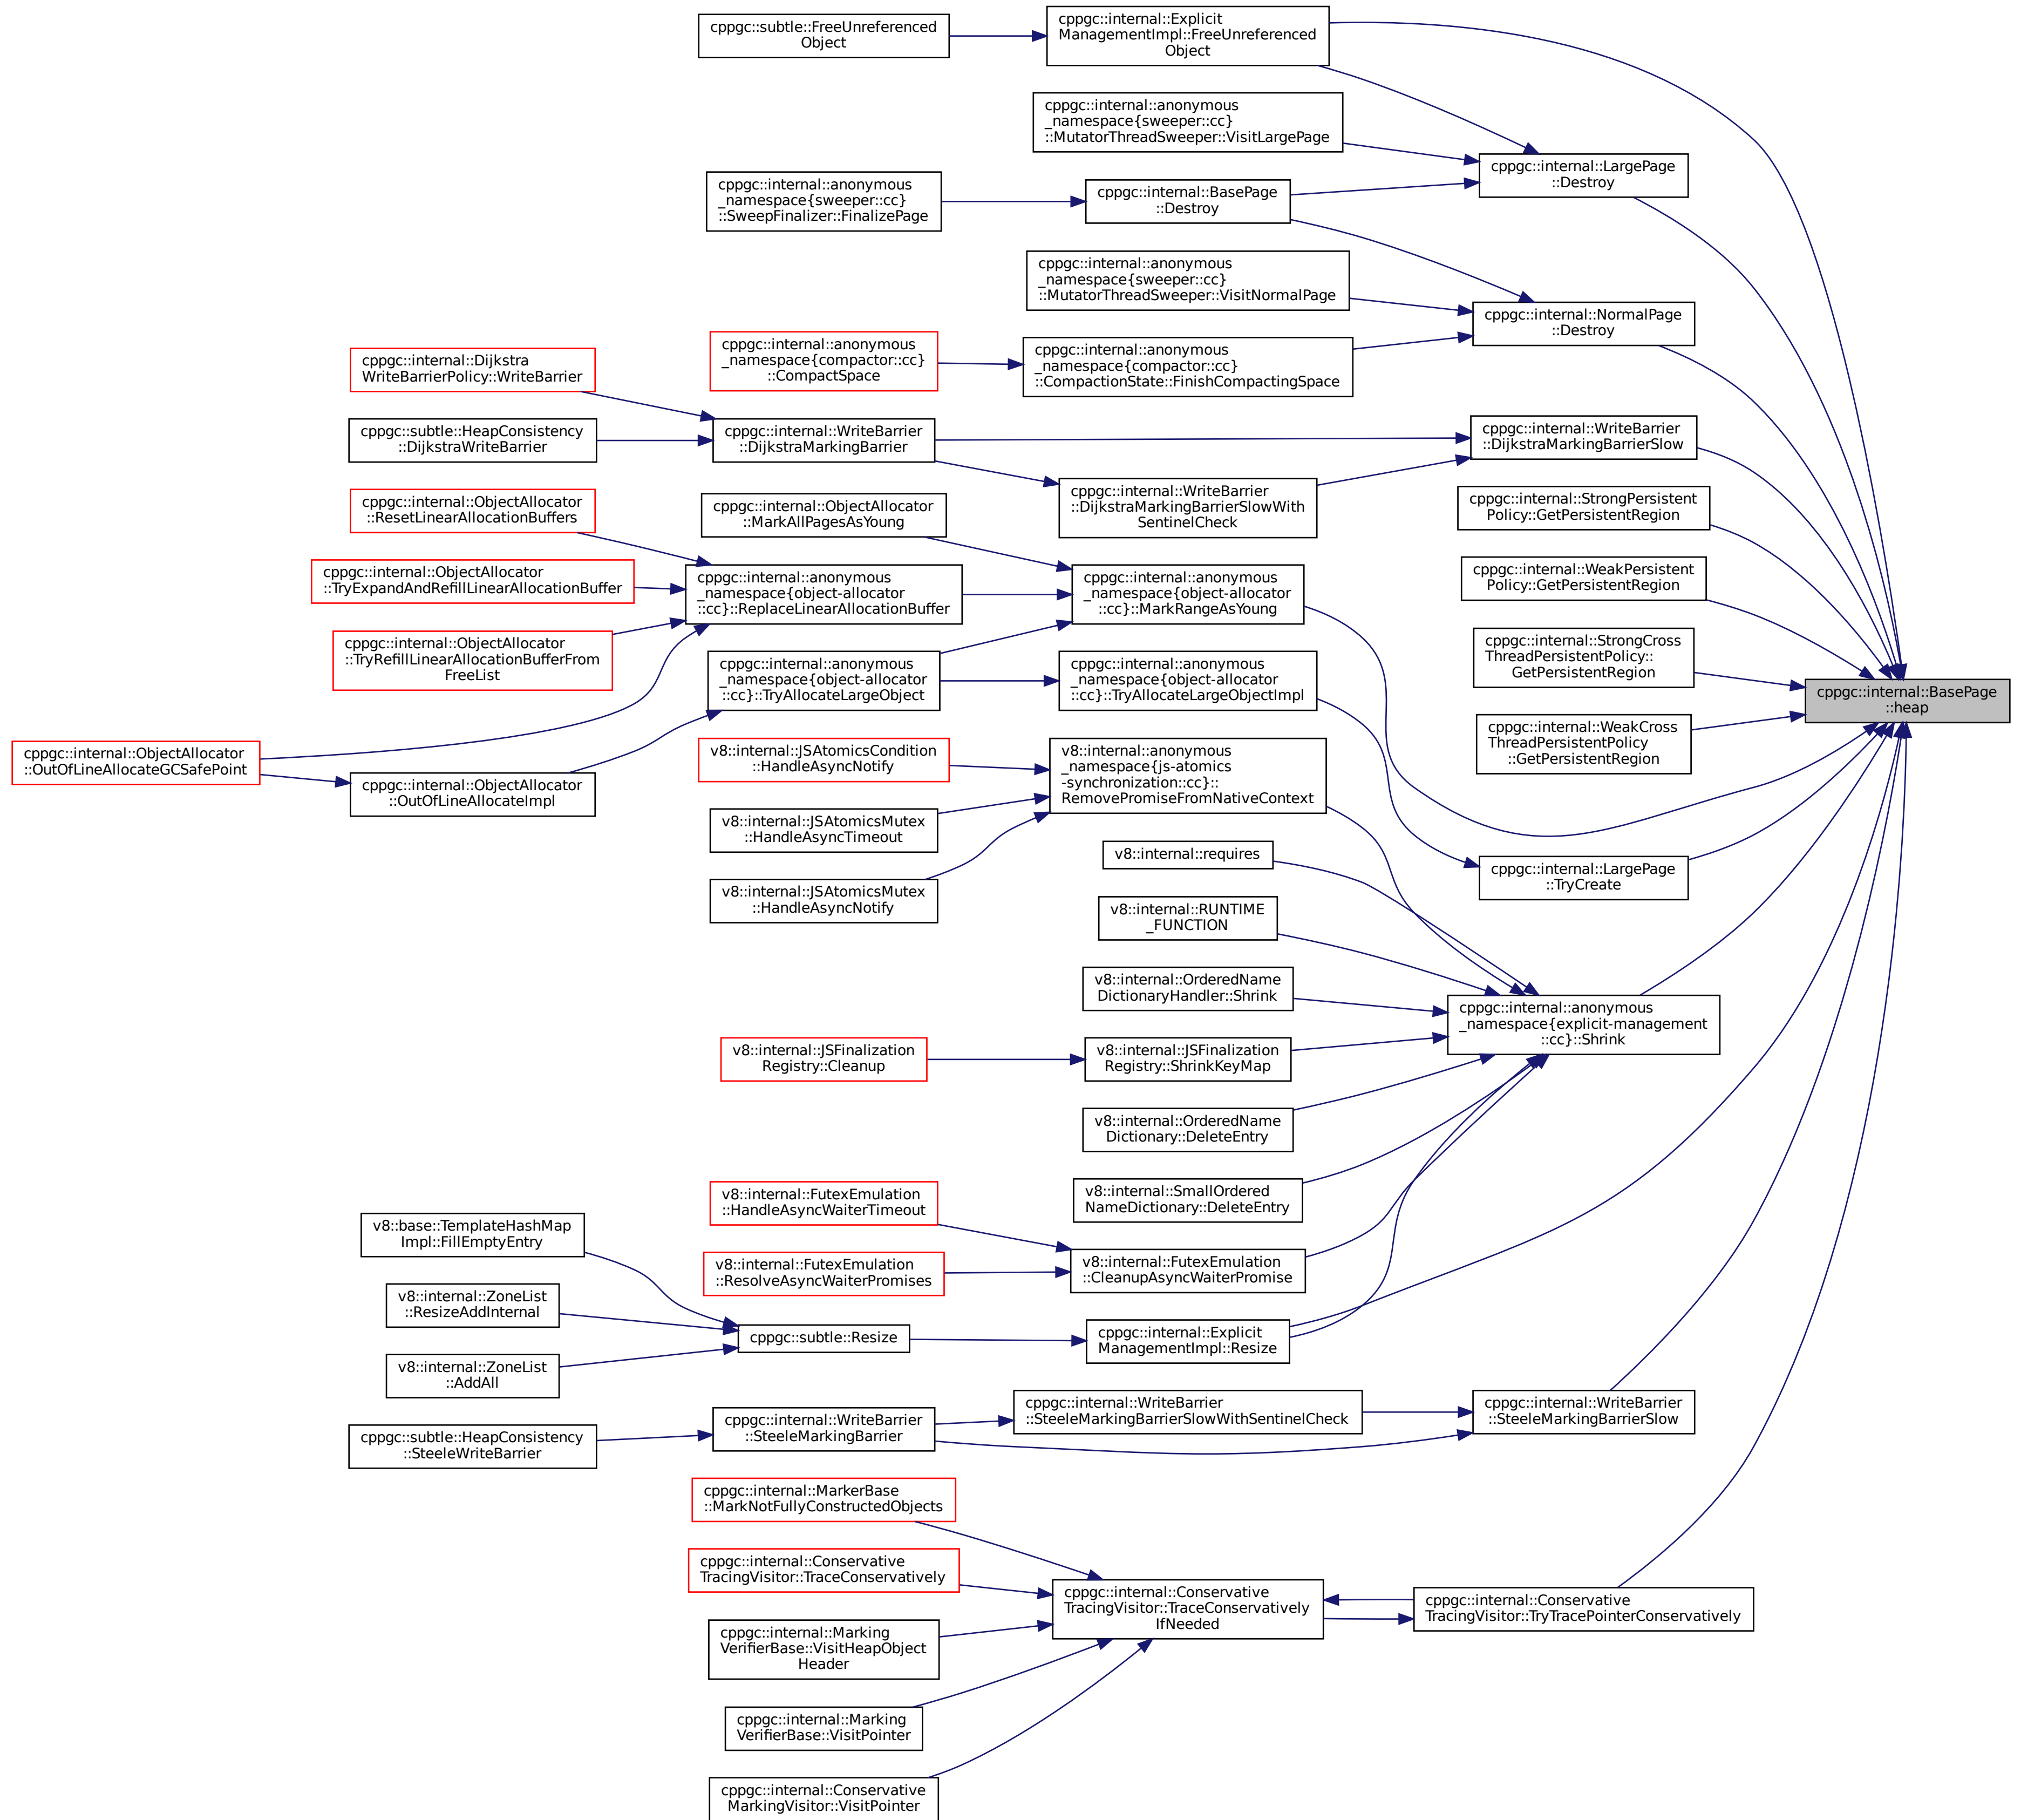 cppgc::subtle::FreeUnreferenced
Object
cppgc::internal::Explicit
ManagementImpl::FreeUnreferenced
Object
cppgc::internal::anonymous
_namespace{sweeper::cc}
::MutatorThreadSweeper::VisitLargePage
cppgc::internal::LargePage
::Destroy
cppgc::internal::anonymous
_namespace{sweeper::cc}
::SweepFinalizer::FinalizePage
cppgc::internal::BasePage
::Destroy
cppgc::internal::anonymous
_namespace{sweeper::cc}
::MutatorThreadSweeper::VisitNormalPage
cppgc::internal::NormalPage
::Destroy
cppgc::internal::anonymous
_namespace{compactor::cc}
::CompactSpace
cppgc::internal::anonymous
_namespace{compactor::cc}
::CompactionState::FinishCompactingSpace
cppgc::internal::Dijkstra
WriteBarrierPolicy::WriteBarrier
cppgc::subtle::HeapConsistency
::DijkstraWriteBarrier
cppgc::internal::WriteBarrier
::DijkstraMarkingBarrier
cppgc::internal::WriteBarrier
::DijkstraMarkingBarrierSlow
cppgc::internal::WriteBarrier
::DijkstraMarkingBarrierSlowWith
SentinelCheck
cppgc::internal::StrongPersistent
Policy::GetPersistentRegion
cppgc::internal::ObjectAllocator
::ResetLinearAllocationBuffers
cppgc::internal::ObjectAllocator
::MarkAllPagesAsYoung
cppgc::internal::ObjectAllocator
::TryExpandAndRefillLinearAllocationBuffer
cppgc::internal::anonymous
_namespace{object-allocator
::cc}::ReplaceLinearAllocationBuffer
cppgc::internal::anonymous
_namespace{object-allocator
::cc}::MarkRangeAsYoung
cppgc::internal::WeakPersistent
Policy::GetPersistentRegion
cppgc::internal::ObjectAllocator
::TryRefillLinearAllocationBufferFrom
FreeList
cppgc::internal::anonymous
_namespace{object-allocator
::cc}::TryAllocateLargeObject
cppgc::internal::anonymous
_namespace{object-allocator
::cc}::TryAllocateLargeObjectImpl
cppgc::internal::StrongCross
ThreadPersistentPolicy::
GetPersistentRegion
cppgc::internal::BasePage
::heap
cppgc::internal::WeakCross
ThreadPersistentPolicy
::GetPersistentRegion
cppgc::internal::ObjectAllocator
::OutOfLineAllocateGCSafePoint
cppgc::internal::ObjectAllocator
::OutOfLineAllocateImpl
v8::internal::JSAtomicsCondition
::HandleAsyncNotify
v8::internal::anonymous
_namespace{js-atomics
-synchronization::cc}::
RemovePromiseFromNativeContext
v8::internal::JSAtomicsMutex
::HandleAsyncTimeout
v8::internal::JSAtomicsMutex
::HandleAsyncNotify
v8::internal::requires
cppgc::internal::LargePage
::TryCreate
v8::internal::RUNTIME
_FUNCTION
v8::internal::OrderedName
DictionaryHandler::Shrink
cppgc::internal::anonymous
_namespace{explicit-management
::cc}::Shrink
v8::internal::JSFinalization
Registry::Cleanup
v8::internal::JSFinalization
Registry::ShrinkKeyMap
v8::internal::OrderedName
Dictionary::DeleteEntry
v8::internal::SmallOrdered
NameDictionary::DeleteEntry
v8::internal::FutexEmulation
::HandleAsyncWaiterTimeout
v8::internal::FutexEmulation
::ResolveAsyncWaiterPromises
v8::internal::FutexEmulation
::CleanupAsyncWaiterPromise
v8::base::TemplateHashMap
Impl::FillEmptyEntry
v8::internal::ZoneList
::ResizeAddInternal
v8::internal::ZoneList
::AddAll
cppgc::subtle::Resize
cppgc::internal::Explicit
ManagementImpl::Resize
cppgc::subtle::HeapConsistency
::SteeleWriteBarrier
cppgc::internal::WriteBarrier
::SteeleMarkingBarrier
cppgc::internal::WriteBarrier
::SteeleMarkingBarrierSlowWithSentinelCheck
cppgc::internal::WriteBarrier
::SteeleMarkingBarrierSlow
cppgc::internal::MarkerBase
::MarkNotFullyConstructedObjects
cppgc::internal::Conservative
TracingVisitor::TraceConservatively
cppgc::internal::Conservative
TracingVisitor::TraceConservatively
IfNeeded
cppgc::internal::Conservative
TracingVisitor::TryTracePointerConservatively
cppgc::internal::Marking
VerifierBase::VisitHeapObject
Header
cppgc::internal::Marking
VerifierBase::VisitPointer
cppgc::internal::Conservative
MarkingVisitor::VisitPointer